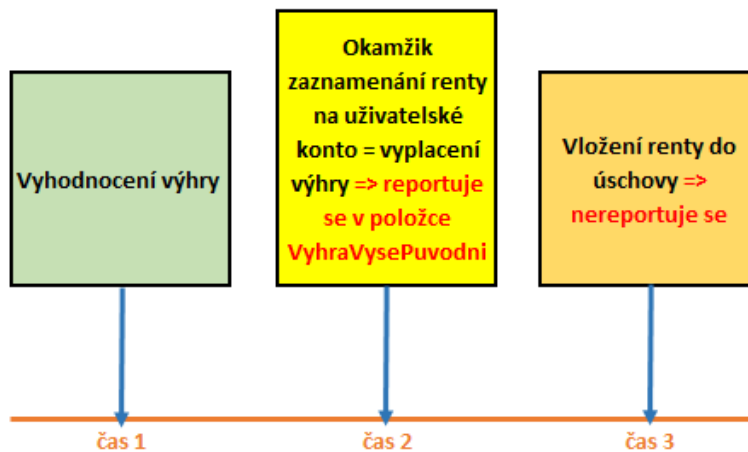 Vyhodnocení výhry
Okamžik
zaznamenání renty
na uživatelské
konto = vyplacení
výhry => reportuje
se v položce
VyhraVysePuvodni
Vložení renty do
úschovy =>
nereportuje se
čas 1
čas 2
čas 3